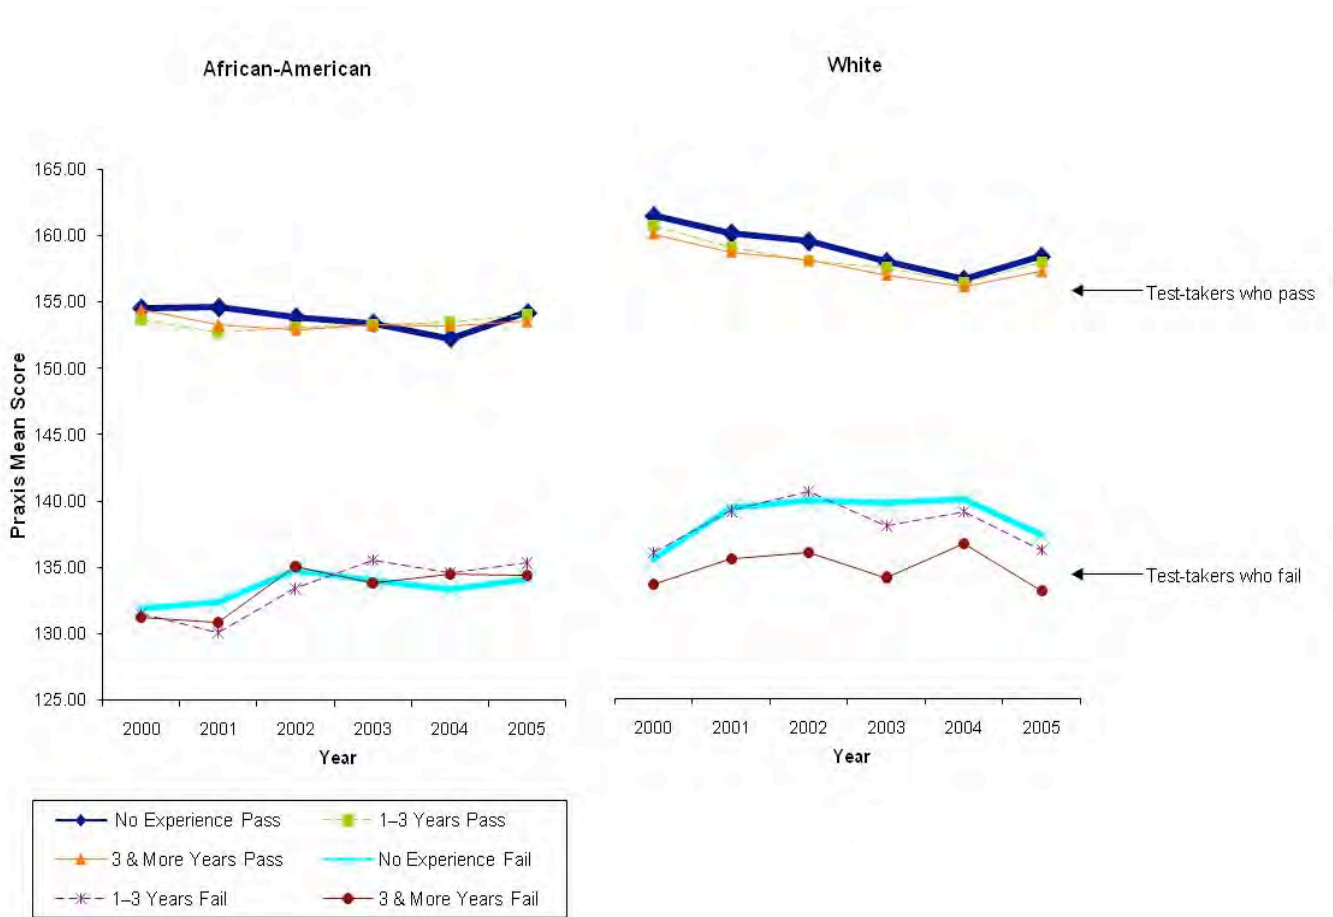 African-American
White
165.00
160.00
155.00
150.00
145.00
140.00
135.00
130.00
125.00
Praxis Mean Score
Test-takers who pass
Test-takers who fail
2000 2001 2002 2003 2004 2005
Year
2000 2001 2002 2003 2004 2005
Year
No Experience Pass
1–3 Years Pass
3 & More Years Pass
No Experience Fail
1–3 Years Fail
3 & More Years Fail